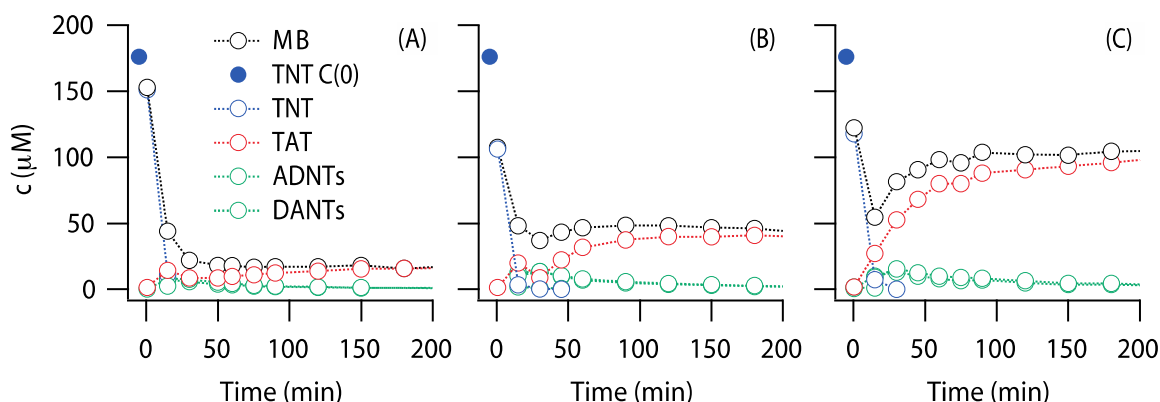 200
150
100
50
0
c (μM)
MB
TNT C(0)
TNT
TAT
ADNTs
DANTs
(A)
(B)
(C)
0 50 100 150 200
0 50 100 150 200
0 50 100 150 200
Time (min)
Time (min)
Time (min)